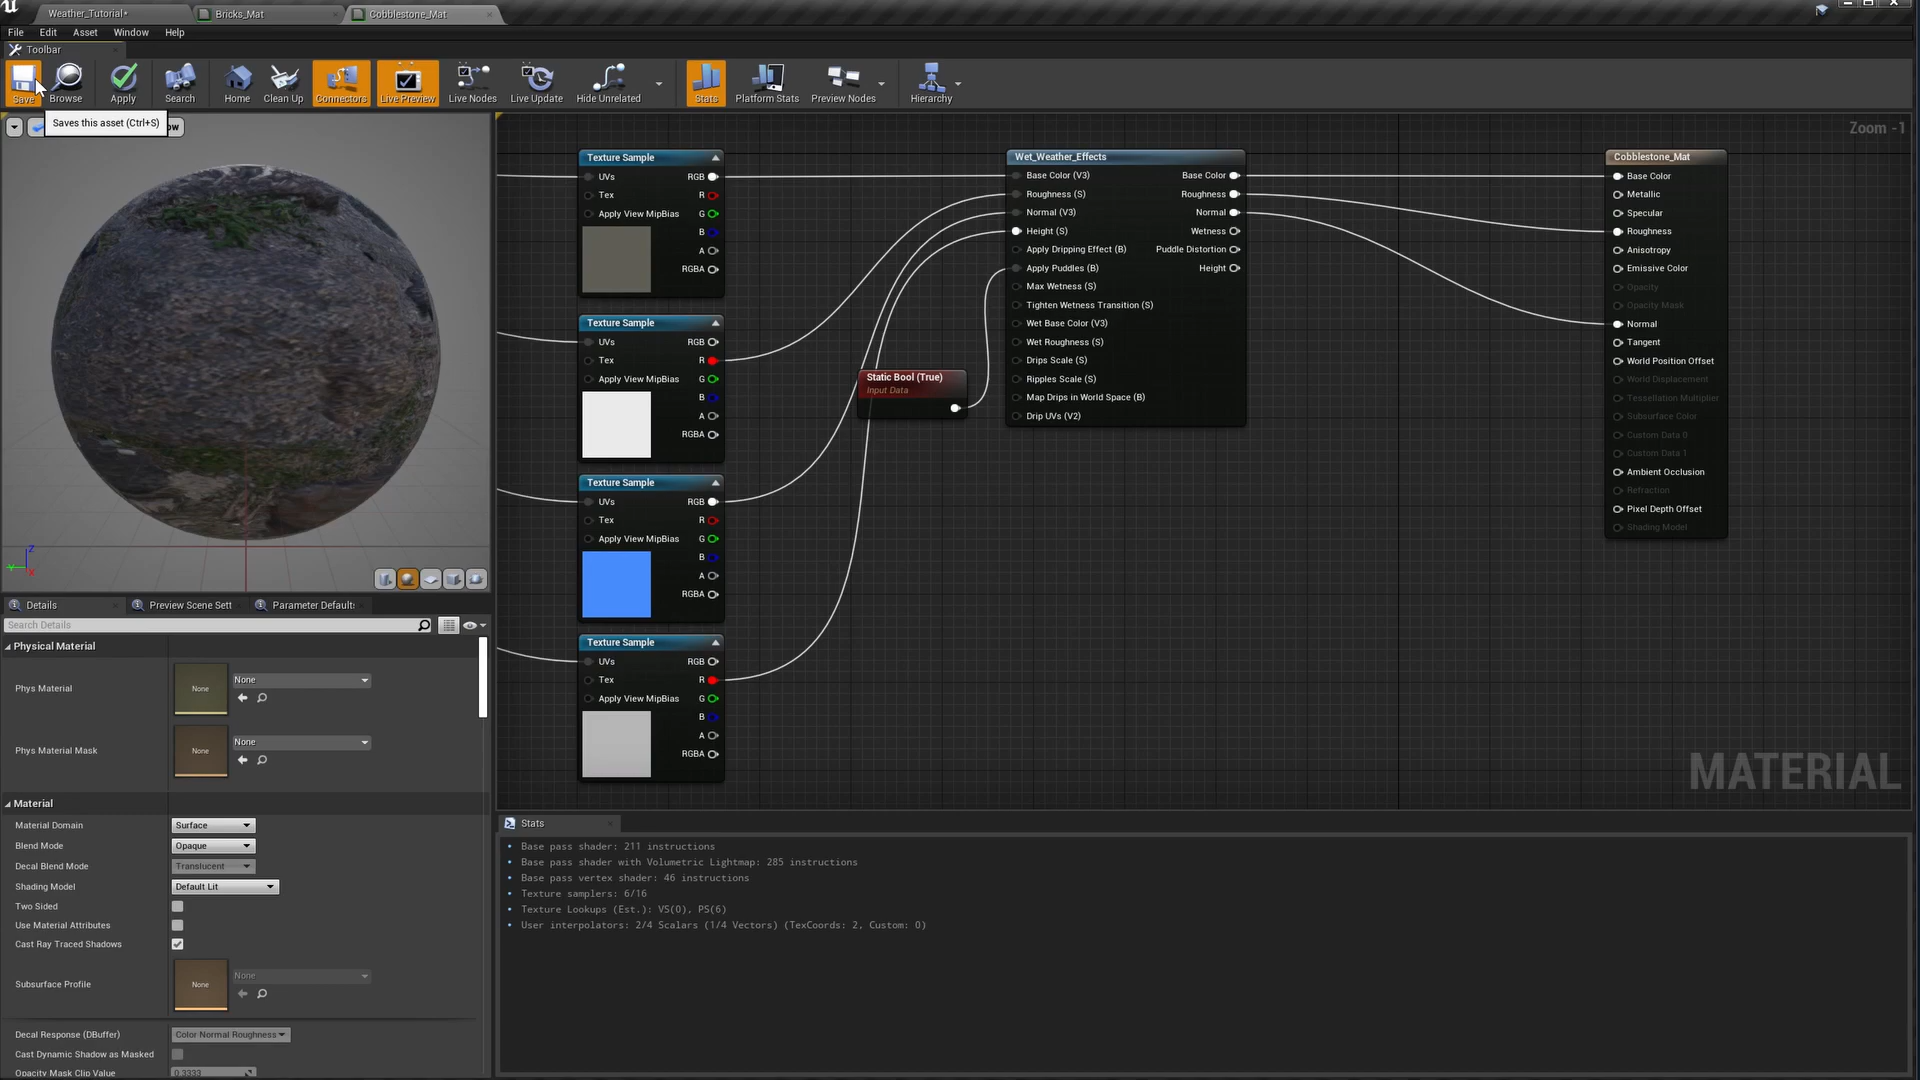 Weather_Tutorial•
Bricks_Mat
Cobblestone_Mat
File
Edit
Asset
Window
Help
Toolbar
Save
Browse
Apply
Search
Home
Clean Up
Connectors
Live Preview
Live Nodes
Live Update
Hide Unrelated
Stats
Platform Stats
Preview Nodes
Hierarchy
Saves this asset (Ctrl+S)
ow
Zoom -1
Z
Y
X
Texture Sample
UVs
RGB
Tex
R
Apply View MipBias
G
B
A
RGBA
Texture Sample
UVs
RGB
Tex
R
Apply View MipBias
G
B
A
RGBA
Texture Sample
UVs
RGB
Tex
R
Apply View MipBias
G
B
A
RGBA
Texture Sample
UVs
RGB
Tex
R
Apply View MipBias
G
B
A
RGBA
Static Bool (True)
Input Data
Wet_Weather_Effects
Base Color (V3)
Base Color
Roughness (S)
Roughness
Normal (V3)
Normal
Height (S)
Wetness
Apply Dripping Effect (B)
Puddle Distortion
Apply Puddles (B)
Height
Max Wetness (S)
Tighten Wetness Transition (S)
Wet Base Color (V3)
Wet Roughness (S)
Drips Scale (S)
Ripples Scale (S)
Map Drips in World Space (B)
Drip UVs (V2)
Cobblestone_Mat
Base Color
Metallic
Specular
Roughness
Anisotropy
Emissive Color
Opacity
Opacity Mask
Normal
Tangent
World Position Offset
World Displacement
Tessellation Multiplier
Subsurface Color
Custom Data 0
Custom Data 1
Ambient Occlusion
Refraction
Pixel Depth Offset
Shading Model
MATERIAL
Details
Preview Scene Sett
Parameter Default:
Search Details
Physical Material
Phys Material
None
None
Phys Material Mask
None
None
Material
Material Domain
Surface
Blend Mode
Opaque
Decal Blend Mode
Translucent
Shading Model
Default Lit
Two Sided
Use Material Attributes
Cast Ray Traced Shadows
Subsurface Profile
None
None
Decal Response (DBuffer)
Color Normal Roughness
Cast Dynamic Shadow as Masked
Opacity Mask Clip Value
0.3333
Stats
• Base pass shader: 211 instructions
• Base pass shader with Volumetric Lightmap: 285 instructions
• Base pass vertex shader: 46 instructions
• Texture samplers: 6/16
• Texture Lookups (Est.): VS(0), PS(6)
• User interpolators: 2/4 Scalars (1/4 Vectors) (TexCoords: 2, Custom: 0)